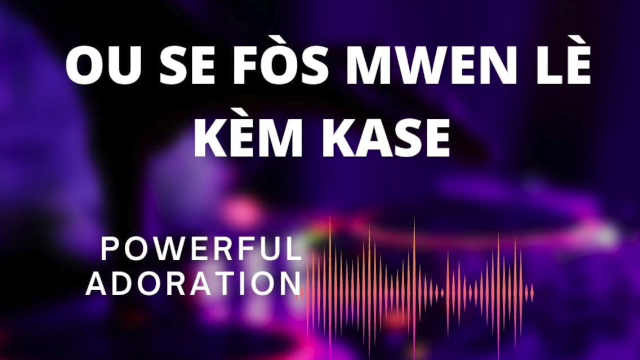 OU SE FÒS MWEN LÈ
KÈM KASE
POWERFUL
ADORATION